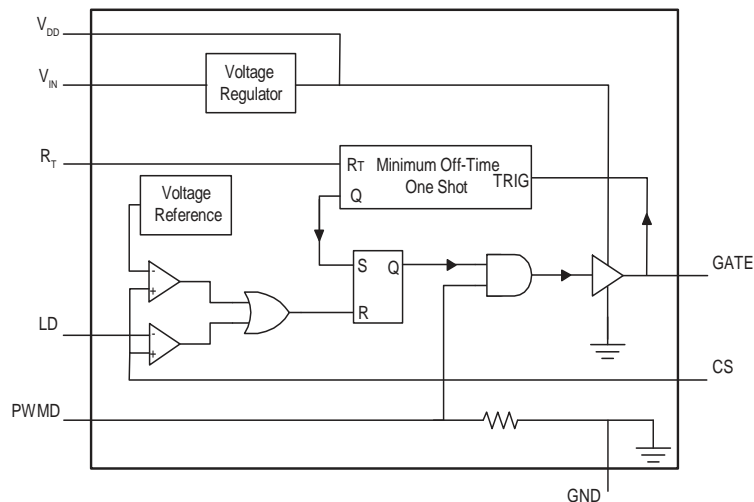 VDD
VIN
Voltage
Regulator
RT
RT
Minimum Off-Time
One Shot
TRIG
Q
Voltage
Reference
-
+
S
Q
R
GATE
LD
-
+
CS
PWMD
GND